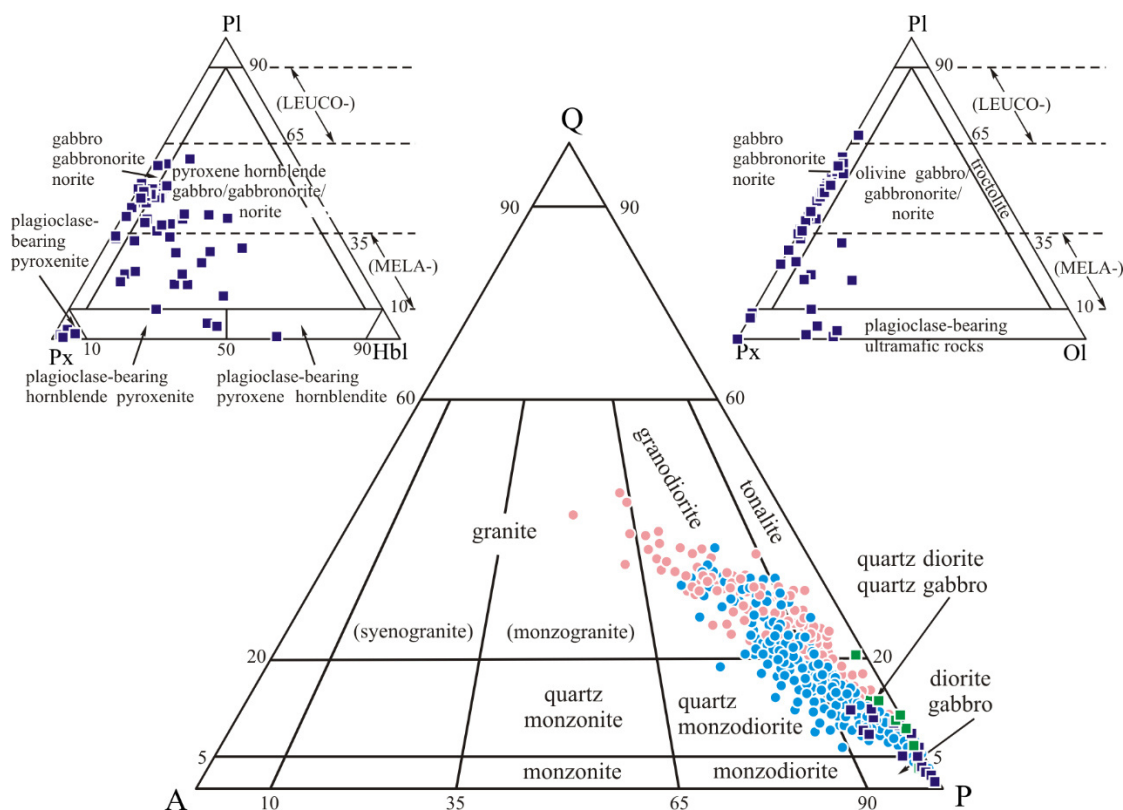 Pl
90
(LEUCO-)
65
gabbro
gabbronorite
norite
pyroxene hornblende
gabbro/gabbronorite/
norite
plagioclase-
bearing
pyroxenite
35
(MELA-)
10
Px
10
50
90
Hbl
plagioclase-bearing
hornblende pyroxenite
plagioclase-bearing
pyroxene hornblendite
Pl
90
(LEUCO-)
65
gabbro
gabbronorite
norite
olivine gabbro/
gabbronorite/
norite
troctolite
35
(MELA-)
10
plagioclase-bearing
ultramafic rocks
Px
Ol
Q
90
90
60
60
granite
granodiorite
tonalite
quartz diorite
quartz gabbro
(syenogranite)
(monzogranite)
20
20
diorite
gabbro
quartz
monzonite
quartz
monzodiorite
5
5
monzonite
monzodiorite
A
P
10
35
65
90